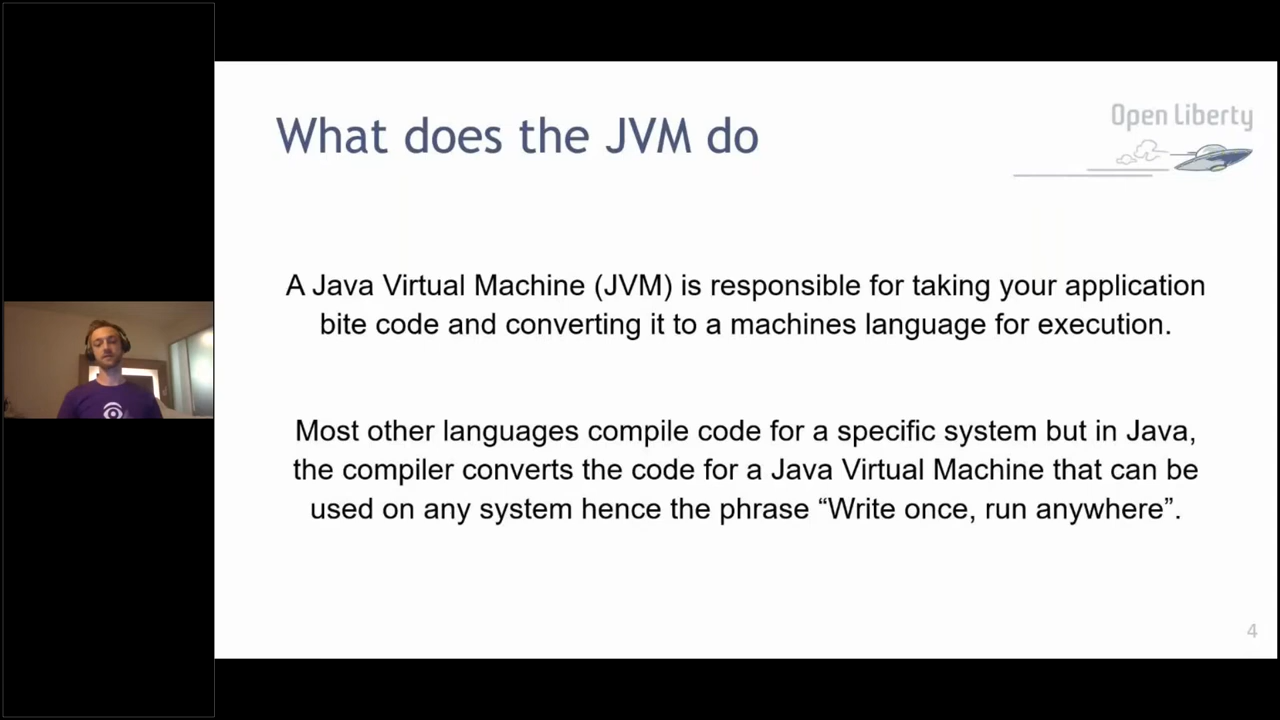 What does the JVM do
Open Liberty
A Java Virtual Machine (JVM) is responsible for taking your application
bite code and converting it to a machines language for execution.
Most other languages compile code for a specific system but in Java,
the compiler converts the code for a Java Virtual Machine that can be
used on any system hence the phrase “Write once, run anywhere”.
4